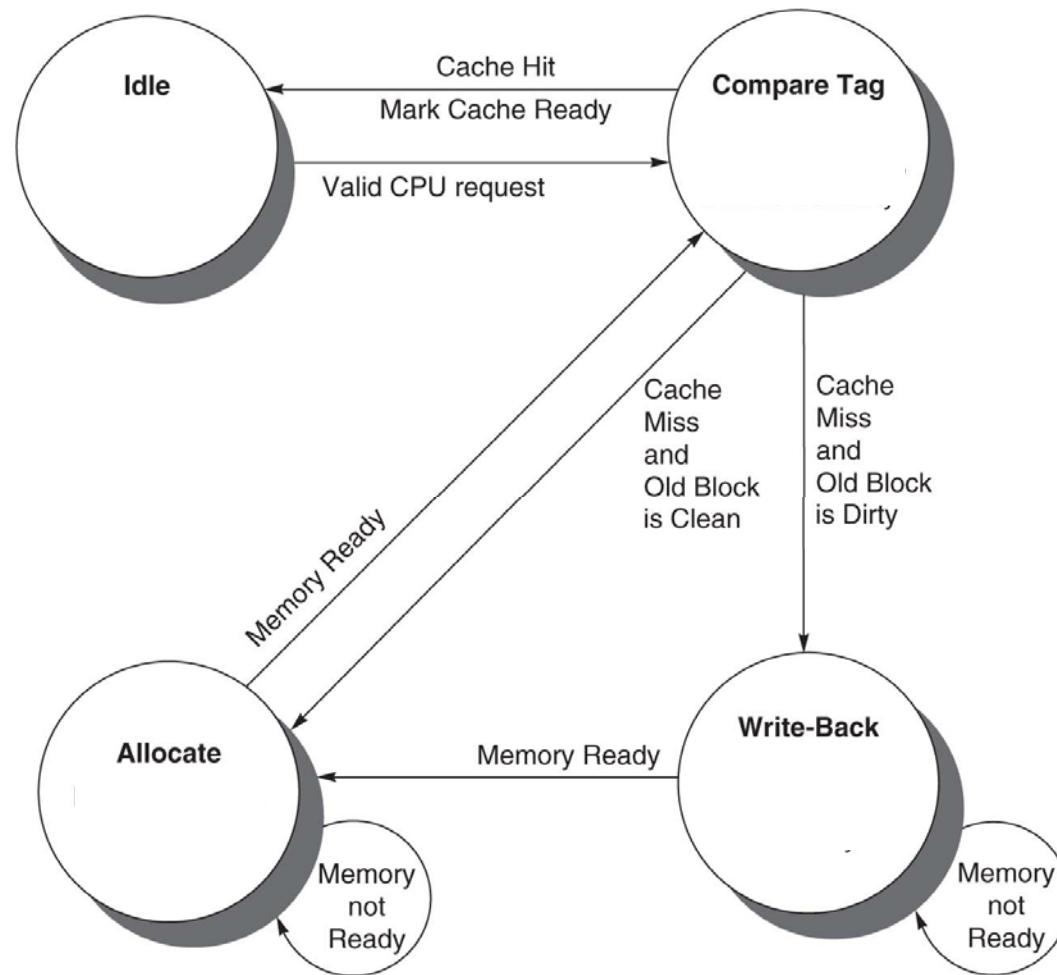 Idle
Cache Hit
Mark Cache Ready
Valid CPU request
Compare Tag
Cache
Miss
and
Old Block
is Clean
Cache
Miss
and
Old Block
is Dirty
Memory Ready
Allocate
Memory Ready
Write-Back
Memory
not
Ready
Memory
not
Ready